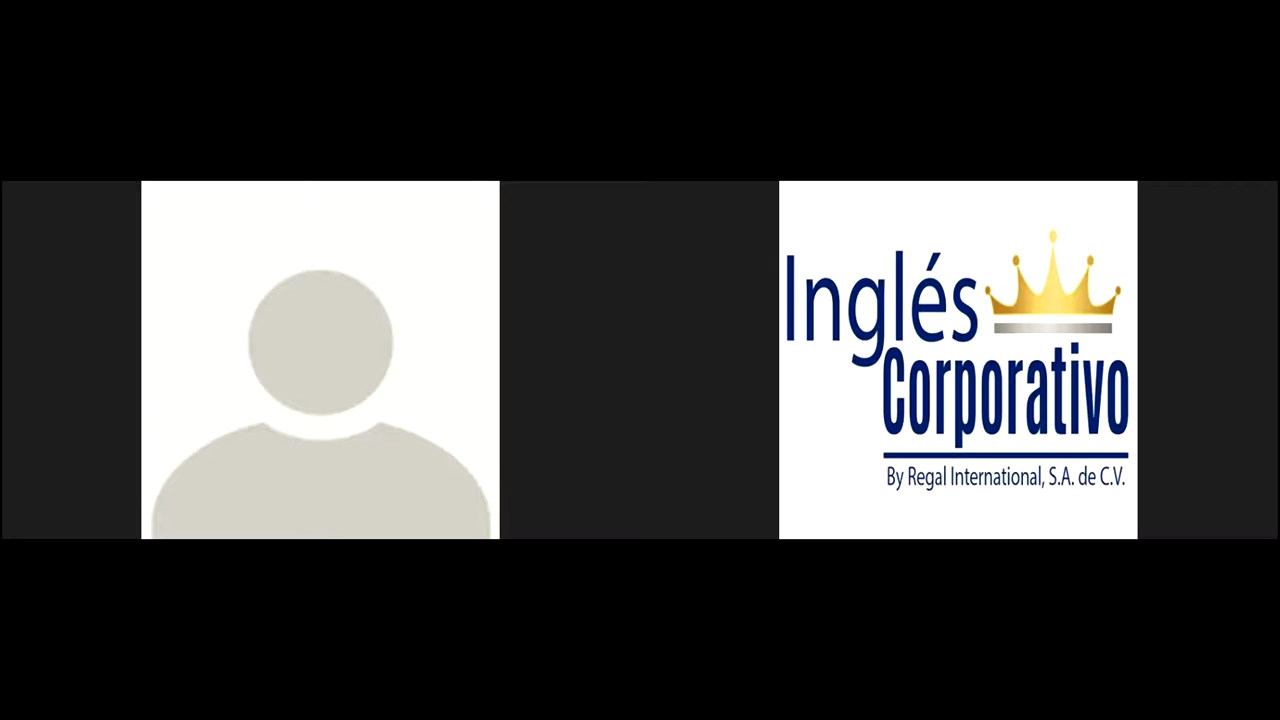 Inglés
Corporativo
By Regal International, S.A. de C.V.